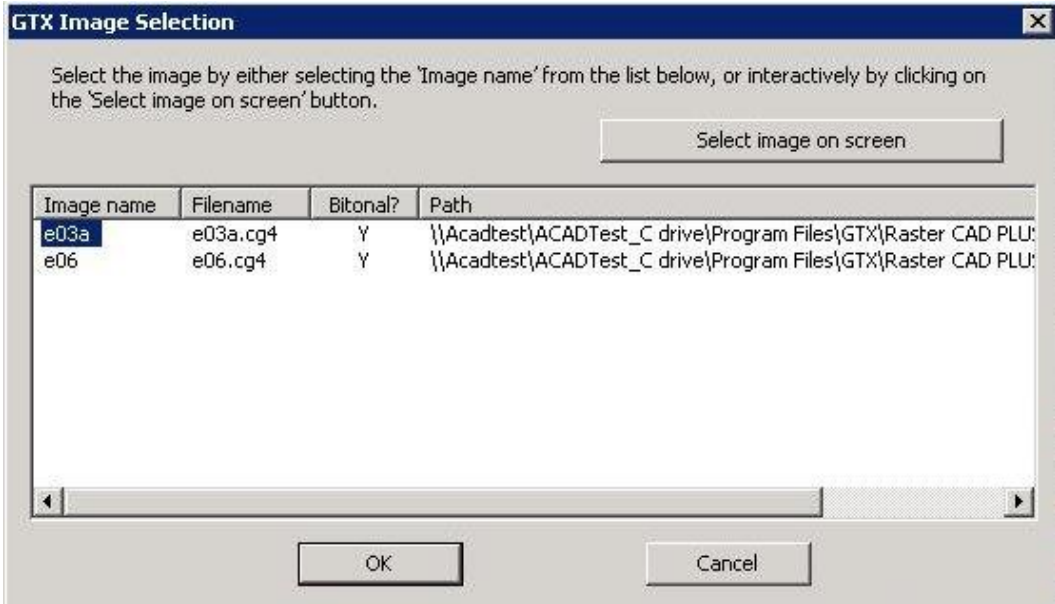 GTX Image Selection
Select the image by either selecting the 'Image name' from the list below, or interactively by clicking on
the 'Select image on screen' button.
Select image on screen
Image name Filename Bitonal? Path
e03a e03a.cg4 Y \\Acadtest\ACADTest_C drive\Program Files\GTX\Raster CAD PLUS
e06 e06.cg4 Y \\Acadtest\ACADTest_C drive\Program Files\GTX\Raster CAD PLUS
OK Cancel